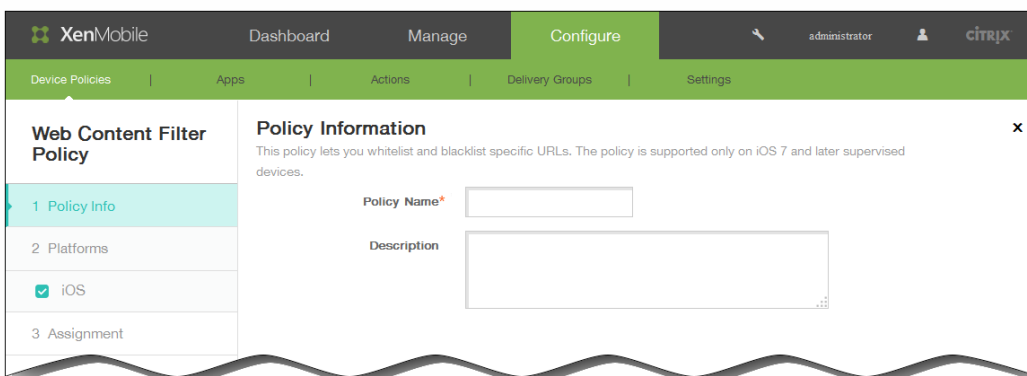 XenMobile Dashboard Manage Configure administrator CITRIX
Device Policies | Apps | Actions | Delivery Groups | Settings
Web Content Filter
Policy
1 Policy Info
2 Platforms
iOS
3 Assignment
Policy Information
x
This policy lets you whitelist and blacklist specific URLs. The policy is supported only on iOS 7 and later supervised
devices.
Policy Name*
Description